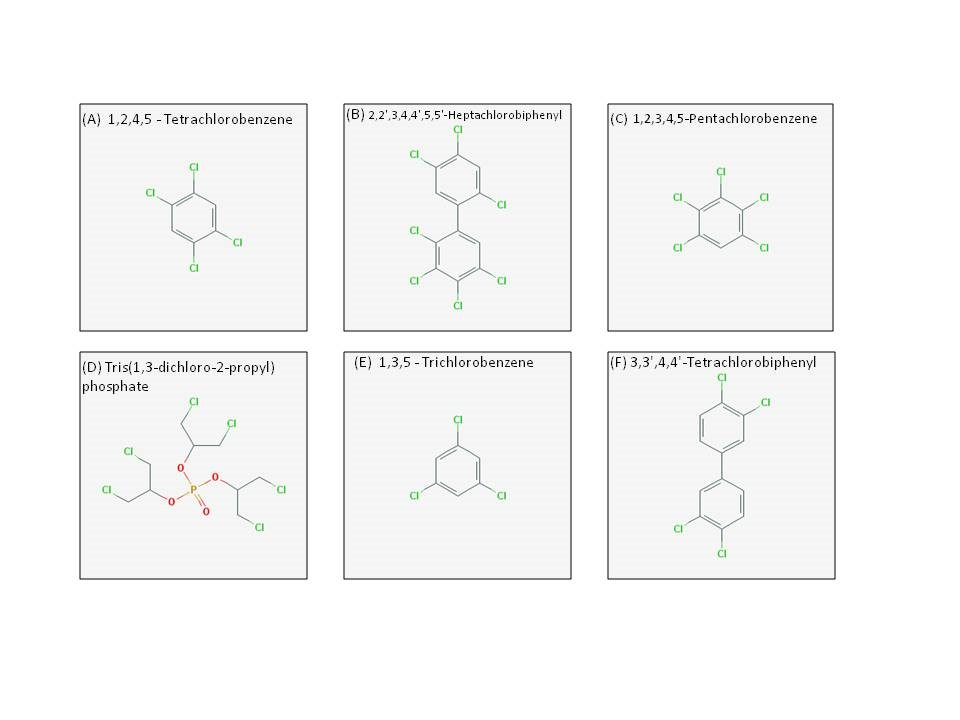 (A) 1,2,4,5 - Tetrachlorobenzene
Cl
Cl
Cl
Cl
(B) 2,2',3,4,4',5,5'-Heptachlorobiphenyl
Cl
Cl
Cl
Cl
Cl
Cl
Cl
(C) 1,2,3,4,5-Pentachlorobenzene
Cl
Cl
Cl
Cl
Cl
(D) Tris(1,3-dichloro-2-propyl)
phosphate
Cl
Cl
Cl
O
O
Cl
P
Cl
O
O
Cl
(E) 1,3,5 - Trichlorobenzene
Cl
Cl
Cl
(F) 3,3',4,4'-Tetrachlorobiphenyl
Cl
Cl
Cl
Cl